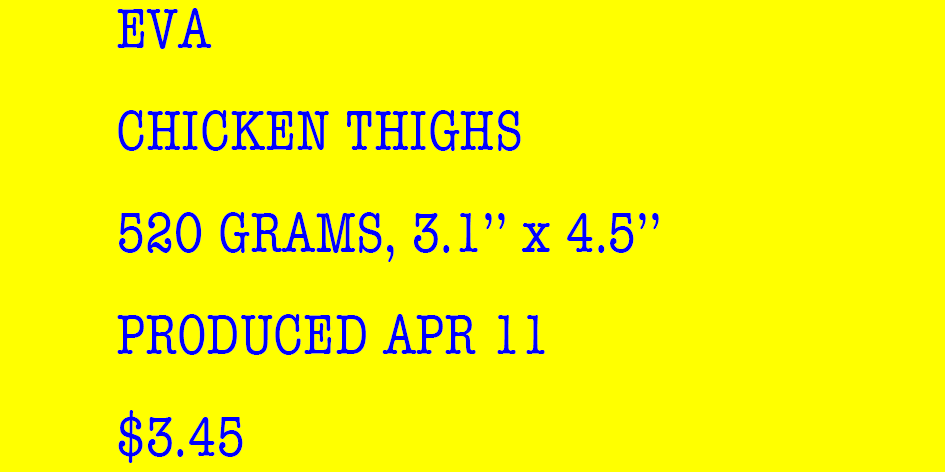 EVA
CHICKEN THIGHS
520 GRAMS, 3.1” x 4.5”
PRODUCED APR 11
$3.45